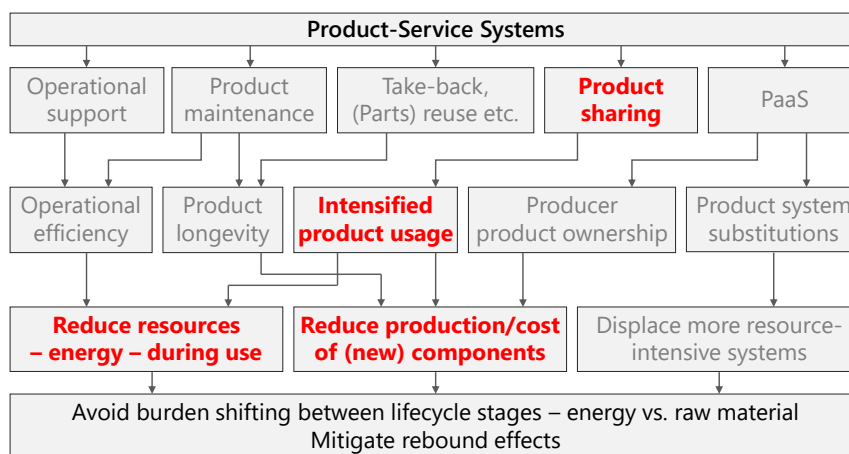 Product-Service Systems
Operational
support
Product
maintenance
Take-back,
(Parts) reuse etc.
Product
sharing
PaaS
Operational
efficiency
Product
longevity
Intensified
product usage
Producer
product ownership
Product system
substitutions
Reduce resources
– energy – during use
Reduce production/cost
of (new) components
Displace more resource-
intensive systems
Avoid burden shifting between lifecycle stages – energy vs. raw material
Mitigate rebound effects